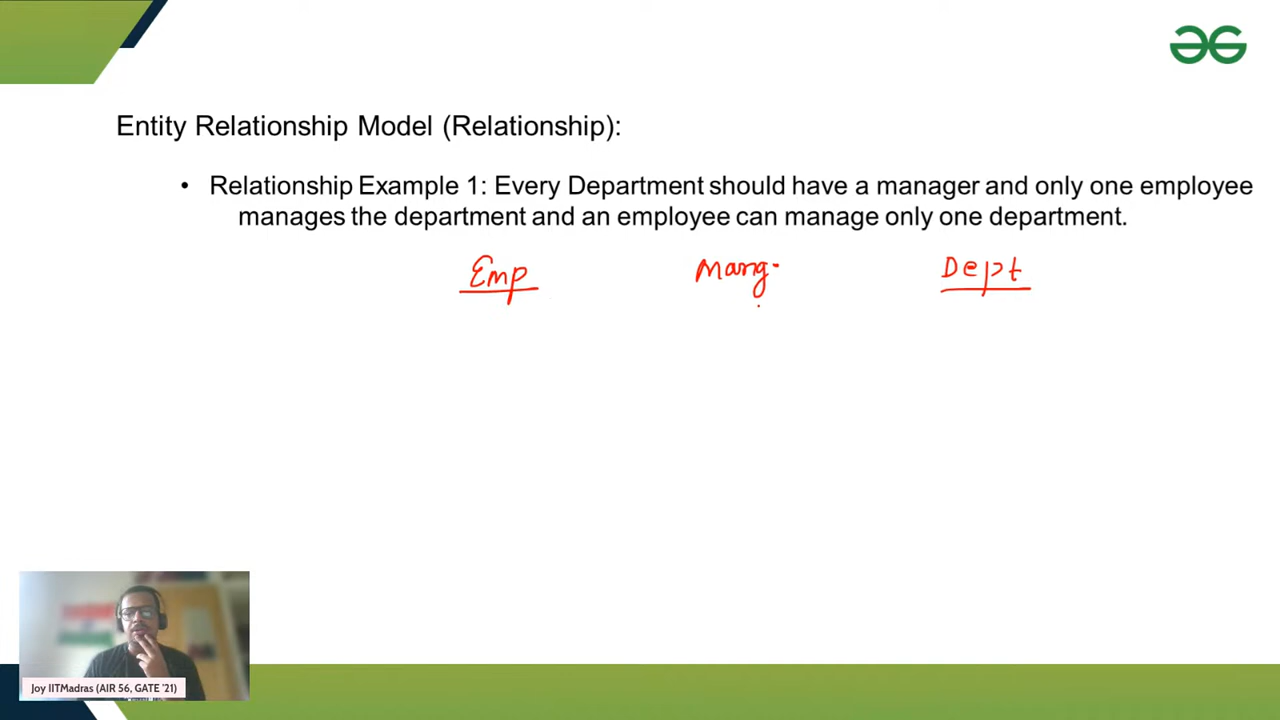 Entity Relationship Model (Relationship):
• Relationship Example 1: Every Department should have a manager and only one employee
manages the department and an employee can manage only one department.
Emp Mang. Dept
Joy IITMadras (AIR 56, GATE '21)